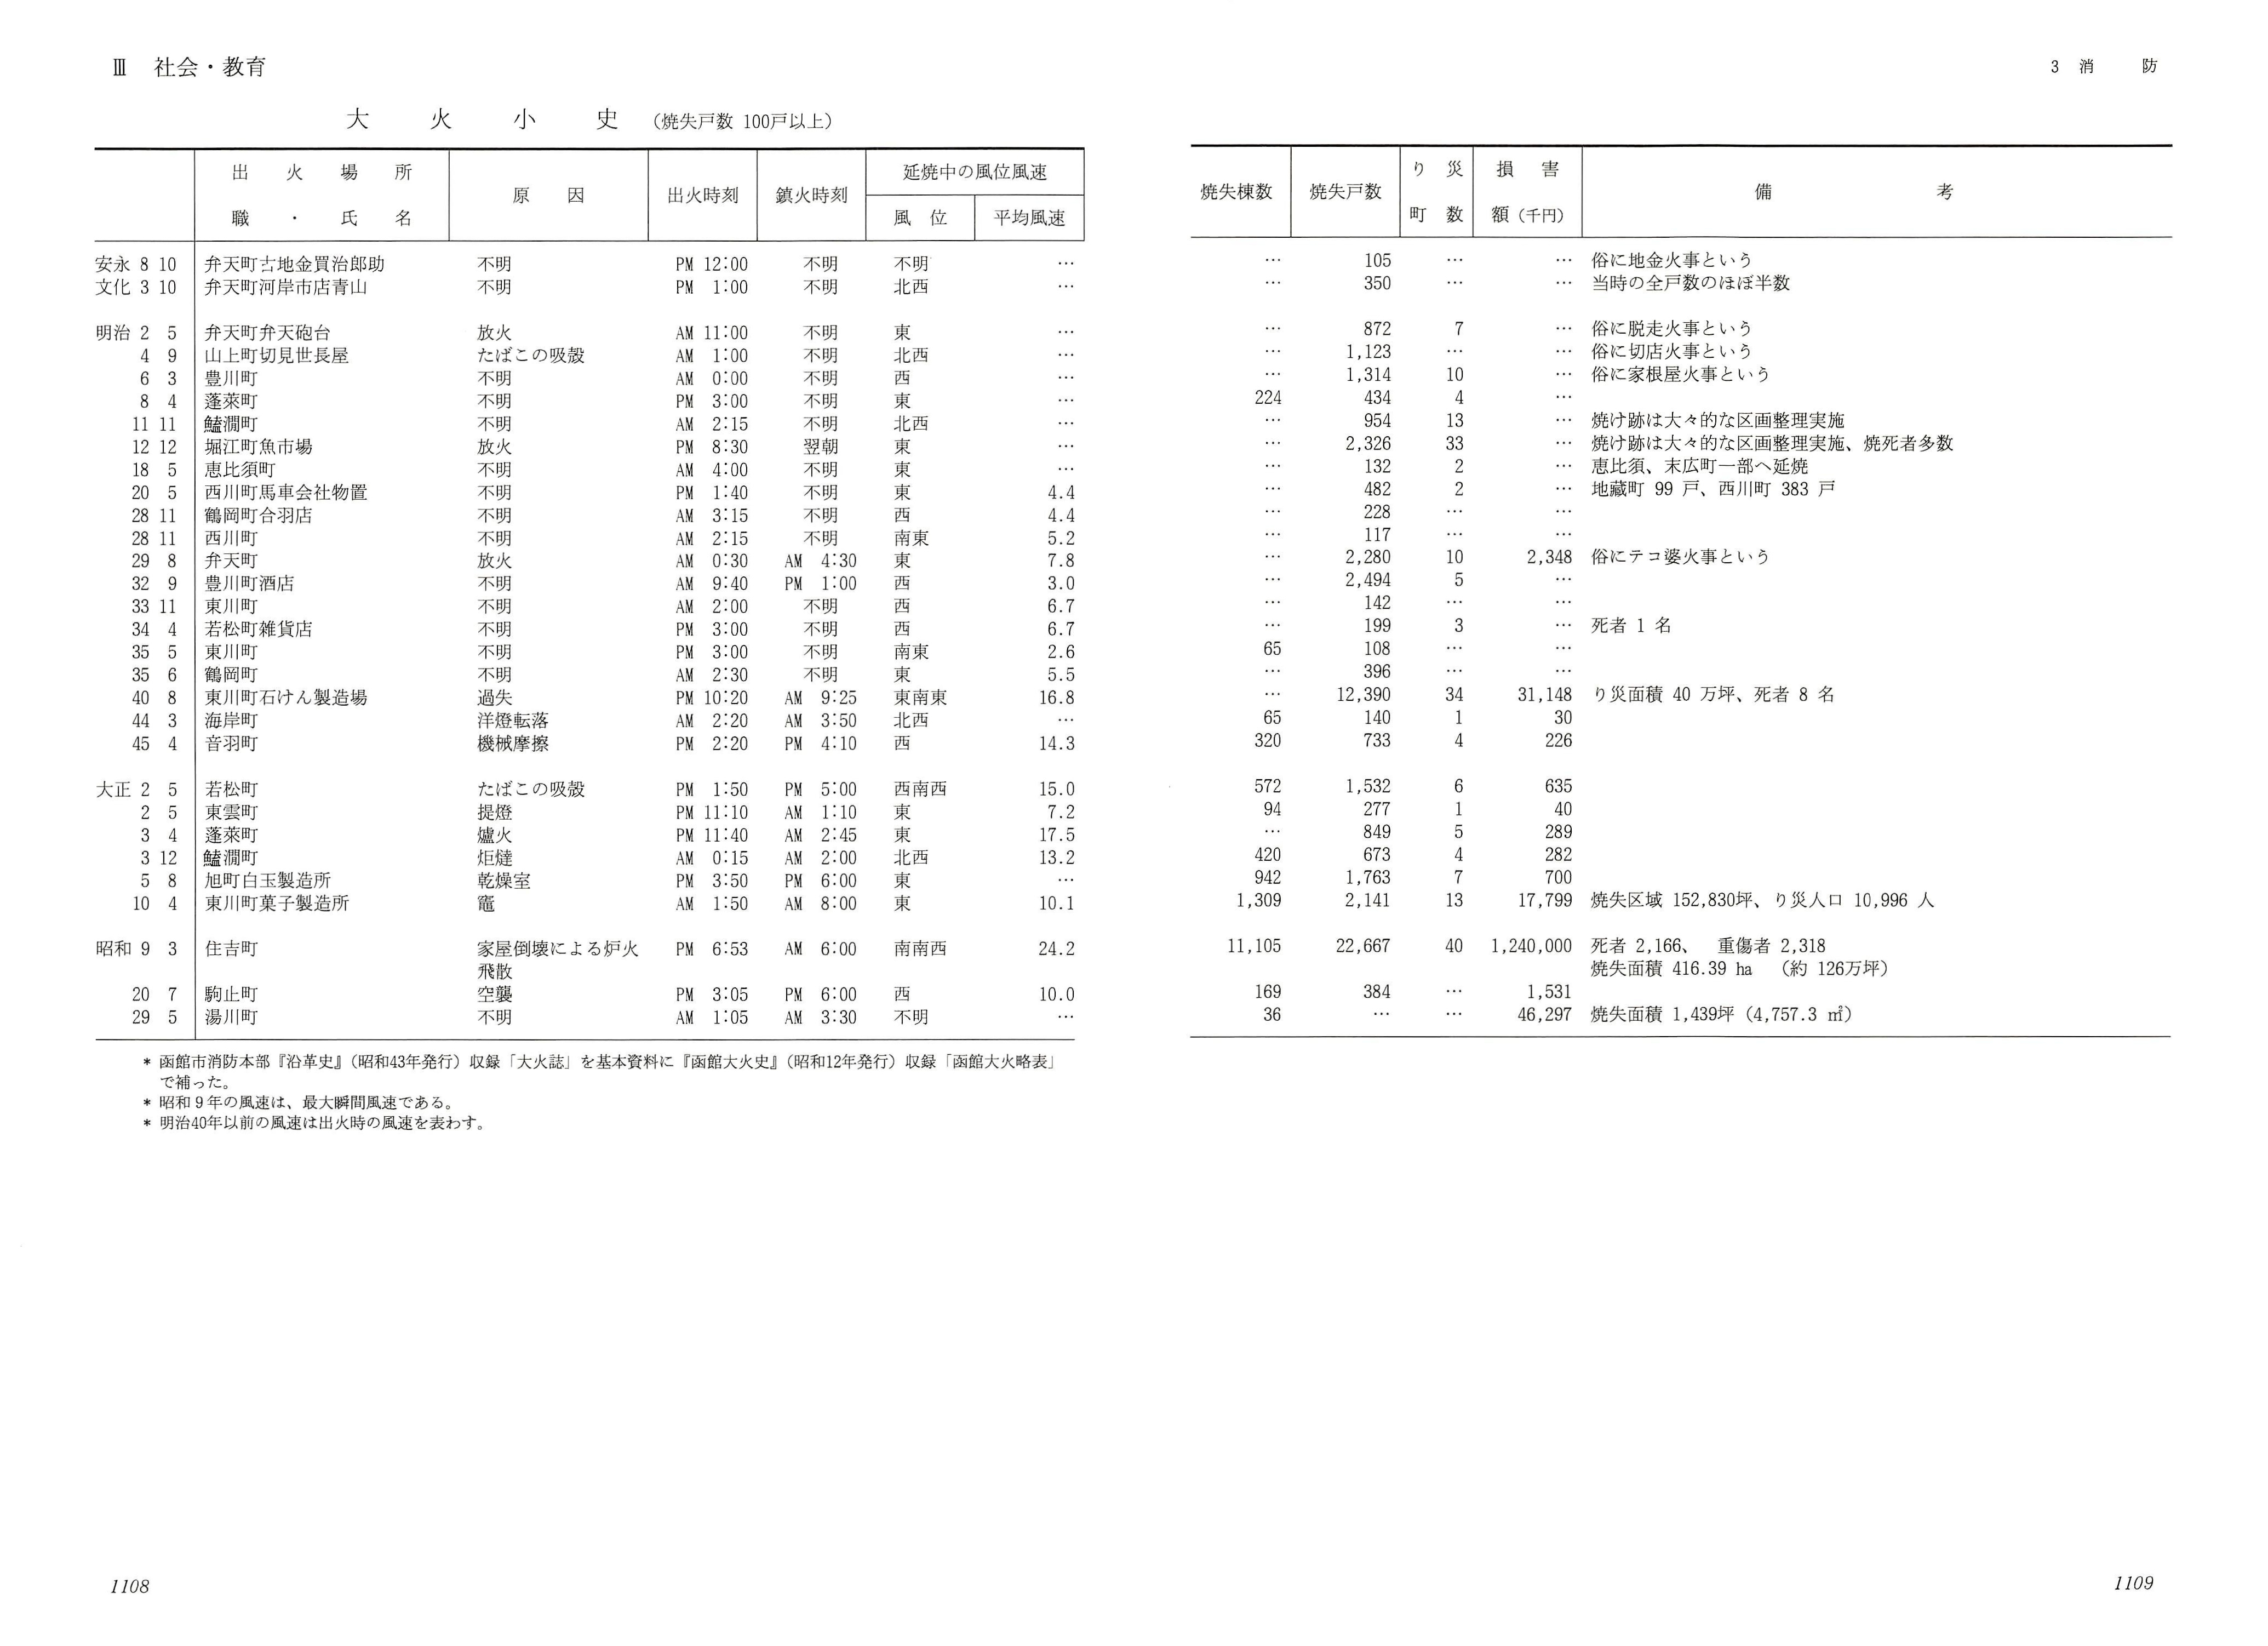 Ⅲ 社会・教育
大火小史 （焼失戸数 100戸以上）
出火場所 職・氏名 原因 出火時刻 鎮火時刻 延焼中の風位風速 風位 平均風速
安永 8 10 弁天町古地金買治郎助 不明 PM 12:00 不明 不明 …
文化 3 10 弁天町河岸市店青山 不明 PM 1:00 不明 北西 …
明治 2 5 弁天町弁天砲台 放火 AM 11:00 不明 東 …
4 9 山上町切見世長屋 たばこの吸殻 AM 1:00 不明 北西 …
6 3 豊川町 不明 AM 0:00 不明 西 …
8 4 蓬萊町 不明 PM 3:00 不明 東 …
11 11 鰪澗町 不明 AM 2:15 不明 北西 …
12 12 堀江町魚市場 放火 PM 8:30 翌朝 東 …
18 5 恵比須町 不明 AM 4:00 不明 東 …
20 5 西川町馬車会社物置 不明 PM 1:40 不明 東 4.4
28 11 鶴岡町合羽店 不明 AM 3:15 不明 西 4.4
28 11 西川町 不明 AM 2:15 不明 南東 5.2
29 8 弁天町 放火 AM 0:30 AM 4:30 東 7.8
32 9 豊川町酒店 不明 AM 9:40 PM 1:00 西 3.0
33 11 東川町 不明 AM 2:00 不明 西 6.7
34 4 若松町雑貨店 不明 PM 3:00 不明 西 6.7
35 5 東川町 不明 PM 3:00 不明 南東 2.6
35 6 鶴岡町 不明 AM 2:30 不明 東 5.5
40 8 東川町石けん製造場 過失 PM 10:20 AM 9:25 東南東 16.8
44 3 海岸町 洋燈転落 AM 2:20 AM 3:50 北西 …
45 4 音羽町 機械摩擦 PM 2:20 PM 4:10 西 14.3
大正 2 5 若松町 たばこの吸殻 PM 1:50 PM 5:00 西南西 15.0
2 5 東雲町 提燈 PM 11:10 AM 1:10 東 7.2
3 4 蓬萊町 爐火 PM 11:40 AM 2:45 東 17.5
3 12 鰪澗町 炬燵 AM 0:15 AM 2:00 北西 13.2
5 8 旭町白玉製造所 乾燥室 PM 3:50 PM 6:00 東 …
10 4 東川町菓子製造所 竈 AM 1:50 AM 8:00 東 10.1
昭和 9 3 住吉町 家屋倒壊による炉火 PM 6:53 AM 6:00 南南西 24.2
飛散
20 7 駒止町 空襲 PM 3:05 PM 6:00 西 10.0
29 5 湯川町 不明 AM 1:05 AM 3:30 不明 …
* 函館市消防本部『沿革史』（昭和43年発行）収録「大火誌」を基本資料に『函館大火史』（昭和12年発行）収録「函館大火略表」
で補った。
* 昭和９年の風速は、最大瞬間風速である。
* 明治40年以前の風速は出火時の風速を表わす。
1108
3 消防
焼失棟数 焼失戸数 り災町数 損害額（千円） 備考
… 105 … … 俗に地金火事という
… 350 … … 当時の全戸数のほぼ半数
… 872 7 … 俗に脱走火事という
… 1,123 … … 俗に切店火事という
… 1,314 10 … 俗に家根屋火事という
224 434 4 …
… 954 13 … 焼け跡は大々的な区画整理実施
… 2,326 33 … 焼け跡は大々的な区画整理実施、焼死者多数
… 132 2 … 恵比須、末広町一部へ延焼
… 482 2 … 地蔵町 99 戸、西川町 383 戸
… 228 … …
… 117 … …
… 2,280 10 2,348 俗にテコ婆火事という
… 2,494 5 …
… 142 … …
… 199 3 … 死者 1 名
65 108 … …
… 396 … …
… 12,390 34 31,148 り災面積 40 万坪、死者 8 名
65 140 1 30
320 733 4 226
572 1,532 6 635
94 277 1 40
… 849 5 289
420 673 4 282
942 1,763 7 700
1,309 2,141 13 17,799 焼失区域 152,830坪、り災人口 10,996 人
11,105 22,667 40 1,240,000 死者 2,166、 重傷者 2,318
焼失面積 416.39 ha （約 126万坪）
169 384 … 1,531
36 … … 46,297 焼失面積 1,439坪（4,757.3 ㎡）
1109